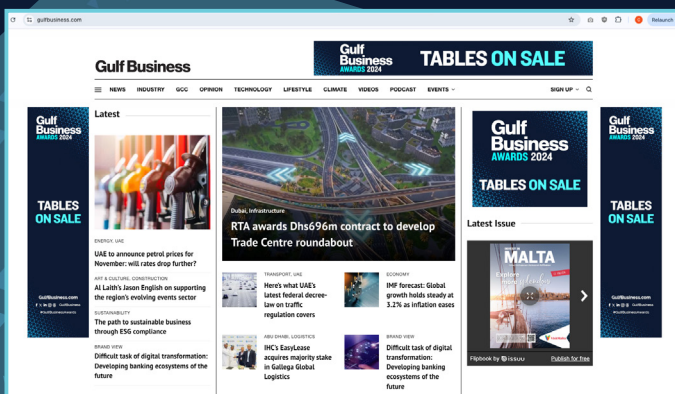 gulfbusiness.com
Relaunch
Gulf Business
Gulf
Business
AWARDS 2024
TABLES ON SALE
NEWS INDUSTRY GCC OPINION TECHNOLOGY LIFESTYLE CLIMATE VIDEOS PODCAST EVENTS
SIGN UP
Gulf
Business
AWARDS 2024
TABLES
ON SALE
GulfBusiness.com
GulfBusiness
#GulfBusinessAwards
Latest
ENERGY, UAE
UAE to announce petrol prices for
November: will rates drop further?
ART & CULTURE, CONSTRUCTION
Al Laith's Jason English on supporting
the region's evolving events sector
SUSTAINABILITY
The path to sustainable business
through ESG compliance
BRAND VIEW
Difficult task of digital transformation:
Developing banking ecosystems of the
future
Dubai, Infrastructure
RTA awards Dhs696m contract to develop
Trade Centre roundabout
TRANSPORT, UAE
Here's what UAE's
latest federal decree-
law on traffic
regulation covers
ECONOMY
IMF forecast: Global
growth holds steady at
3.2% as inflation eases
ABU DHABI, LOGISTICS
IHC's EasyLease
acquires majority stake
in Gallega Global
Logistics
BRAND VIEW
Difficult task of digital
transformation:
Developing banking
ecosystems of the
future
Gulf
Business
AWARDS 2024
TABLES ON SALE
Latest Issue
MALTA
Explore
Flipbook by issuu
Publish for free
Gulf
Business
AWARDS 2024
TABLES
ON SALE
GulfBusiness.com
GulfBusiness
#GulfBusinessAwards